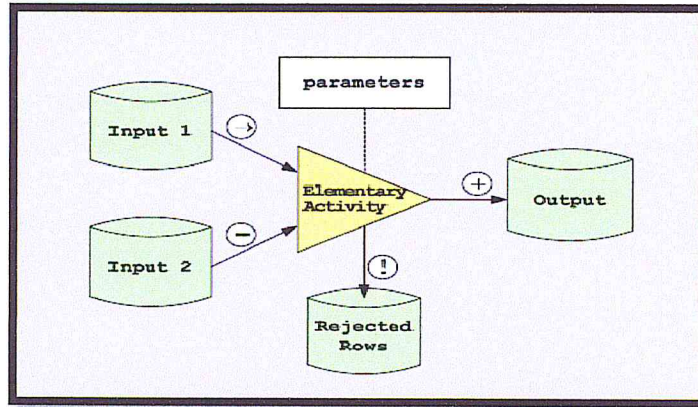 parameters
Input 1
→
Elementary
Activity
+
Output
Input 2
−
!
Rejected
Rows